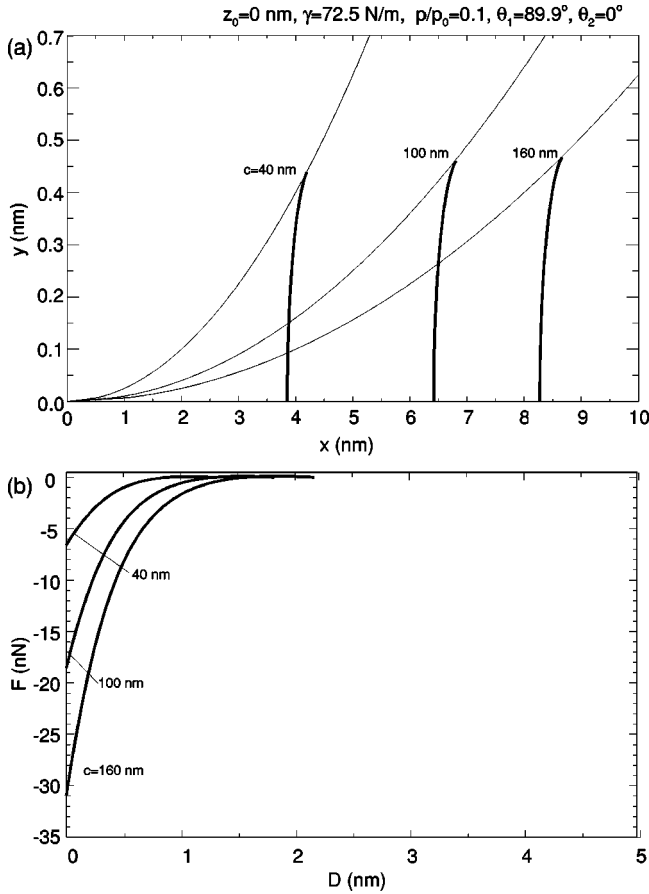 z₀=0 nm, γ=72.5 N/m, p/p₀=0.1, θ₁=89.9°, θ₂=0°
(a)
0.7
0.6
0.5
0.4
0.3
0.2
0.1
0.0
y (nm)
c=40 nm
100 nm
160 nm
0 1 2 3 4 5 6 7 8 9 10
x (nm)
(b)
0
-5
-10
-15
-20
-25
-30
-35
F (nN)
40 nm
100 nm
c=160 nm
0 1 2 3 4 5
D (nm)